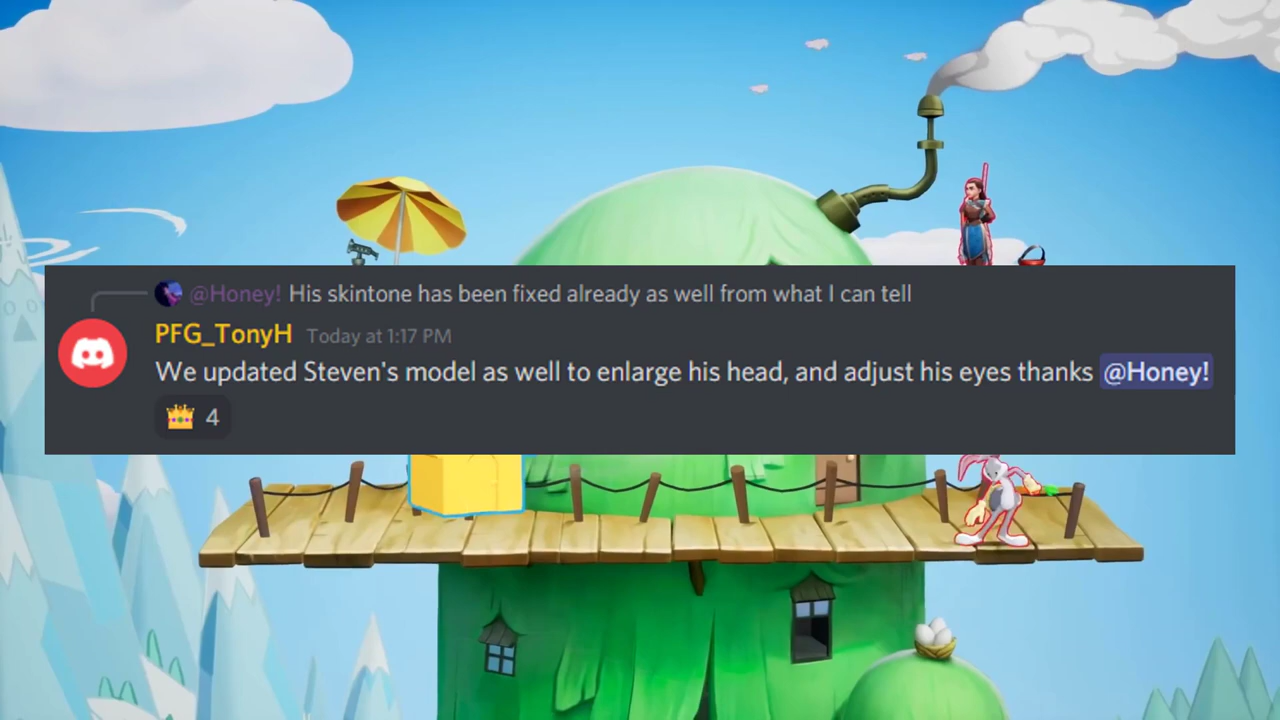 @Honey! His skintone has been fixed already as well from what I can tell
PFG_TonyH Today at 1:17 PM
We updated Steven's model as well to enlarge his head, and adjust his eyes thanks @Honey!
4